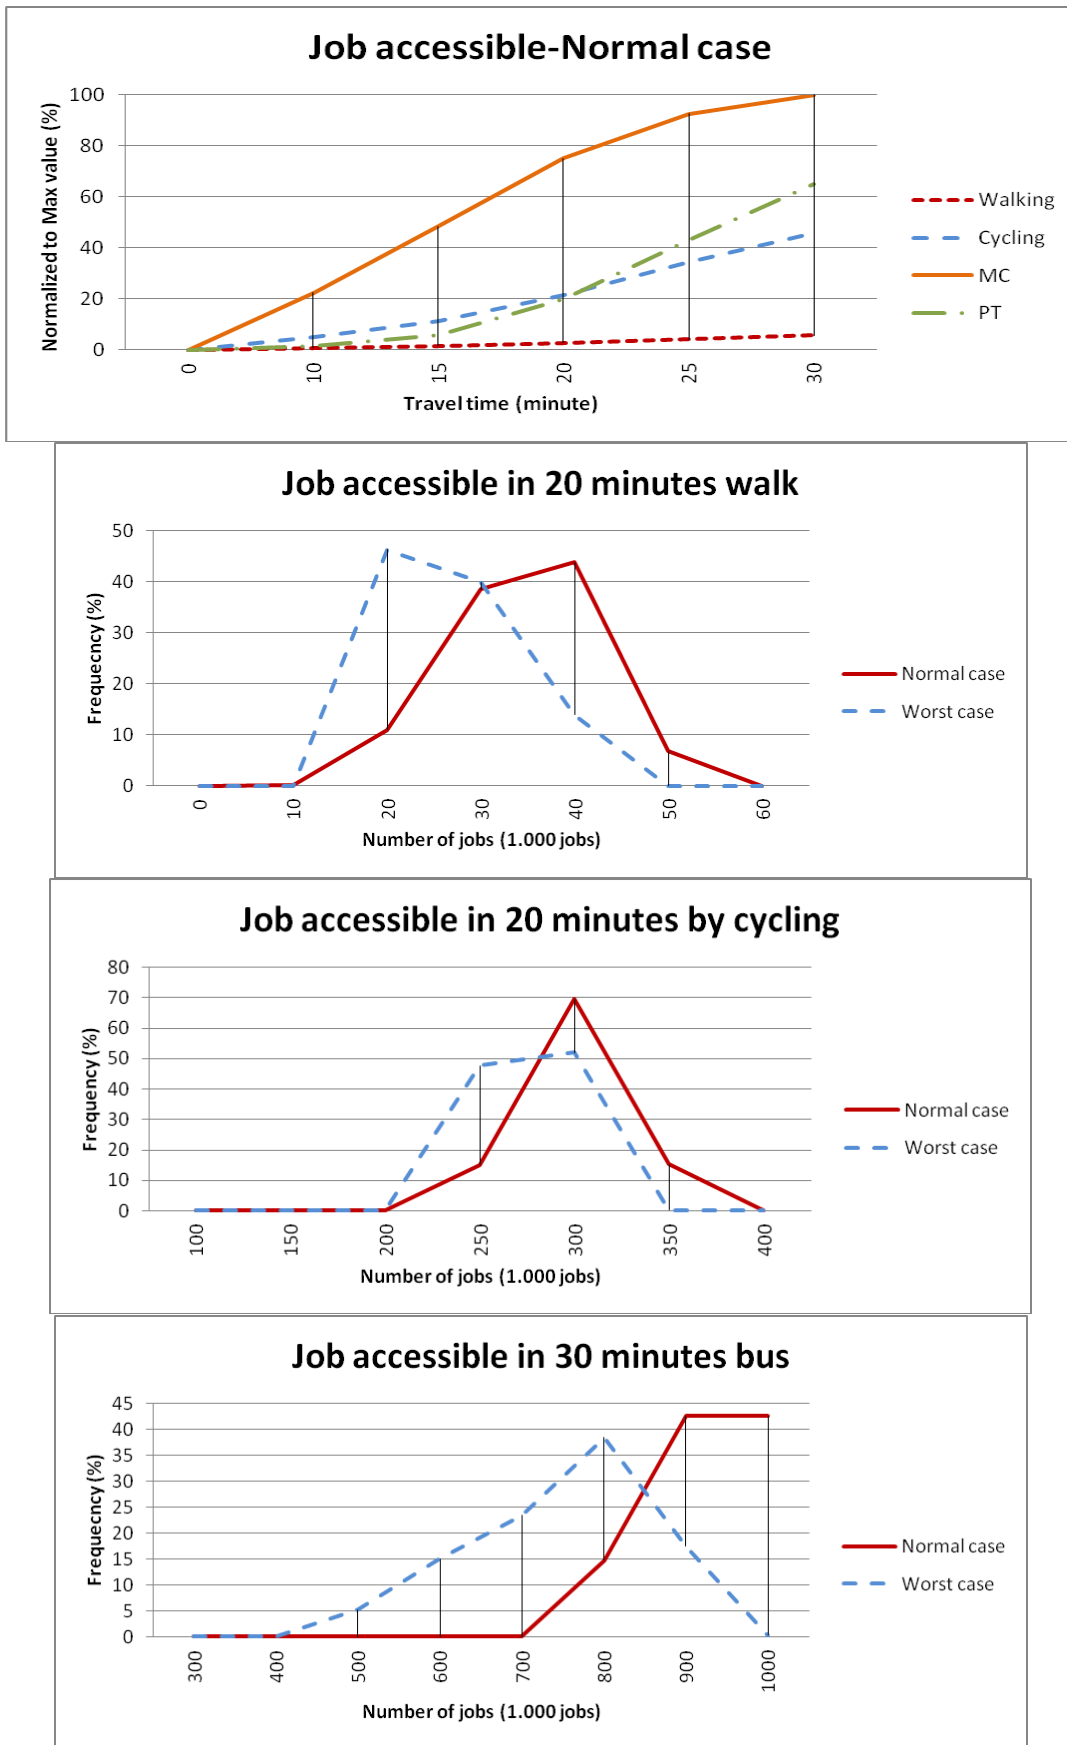 Job accessible-Normal case
Normalized to Max value (%)
100
80
60
40
20
0
0 10 15 20 25 30
Travel time (minute)
Walking
Cycling
MC
PT
Job accessible in 20 minutes walk
Frequecny (%)
50
40
30
20
10
0
0 10 20 30 40 50 60
Number of jobs (1.000 jobs)
Normal case
Worst case
Job accessible in 20 minutes by cycling
Frequency (%)
80
70
60
50
40
30
20
10
0
100 150 200 250 300 350 400
Number of jobs (1.000 jobs)
Normal case
Worst case
Job accessible in 30 minutes bus
Frequecny (%)
45
40
35
30
25
20
15
10
5
0
300 400 500 600 700 800 900 1000
Number of jobs (1.000 jobs)
Normal case
Worst case